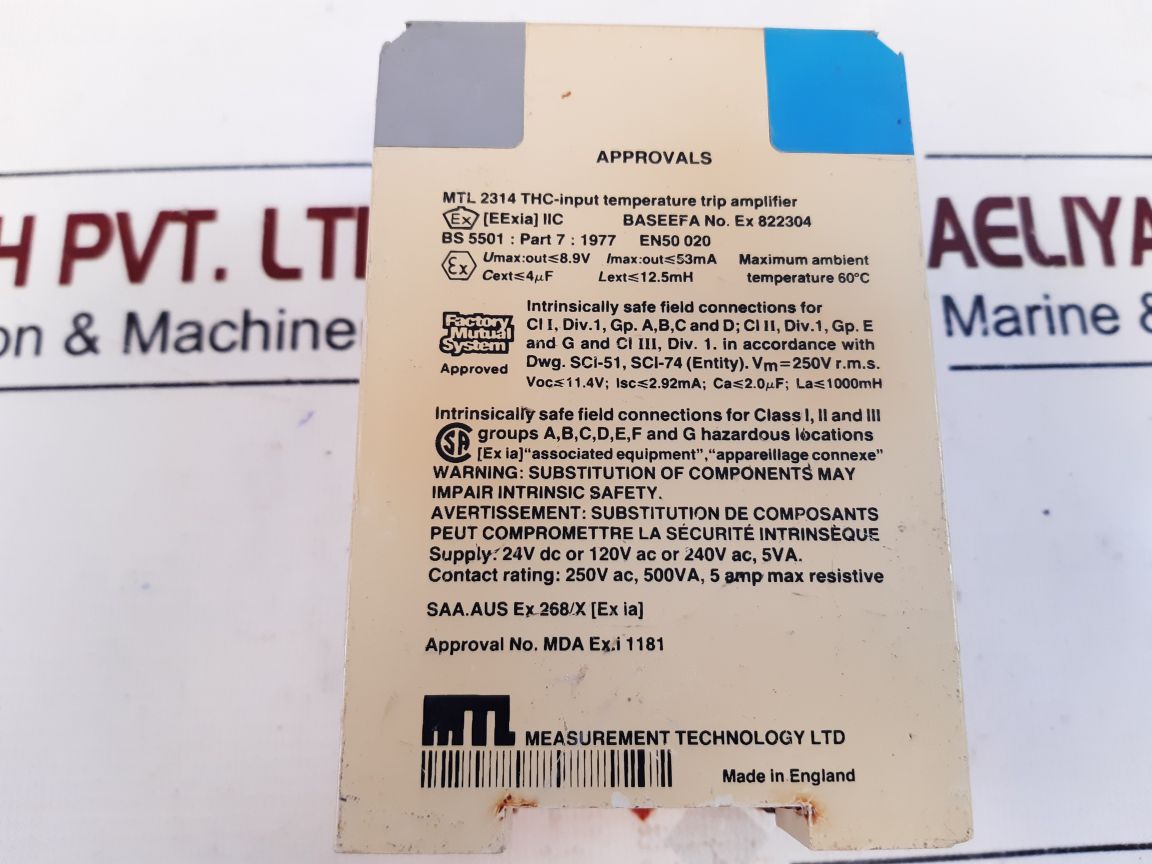 APPROVALS
MTL 2314 THC-input temperature trip amplifier
Ex [EExia] IIC BASEEFA No. Ex 822304
BS 5501 : Part 7 : 1977 EN50 020
Ex Umax:out≤8.9V Imax:out≤53mA Maximum ambient
Cext≤4µF Lext≤12.5mH temperature 60°C
Factory
Mutual
System
Approved
Intrinsically safe field connections for
Cl I, Div.1, Gp. A,B,C and D; Cl II, Div.1, Gp. E
and G and Cl III, Div. 1. in accordance with
Dwg. SCI-51, SCI-74 (Entity). Vm=250V r.m.s.
Voc≤11.4V; Isc≤2.92mA; Ca≤2.0µF; La≤1000mH
Intrinsically safe field connections for Class I, II and III
SA groups A,B,C,D,E,F and G hazardous locations
[Ex ia]“associated equipment”,“appareillage connexe”
WARNING: SUBSTITUTION OF COMPONENTS MAY
IMPAIR INTRINSIC SAFETY.
AVERTISSEMENT: SUBSTITUTION DE COMPOSANTS
PEUT COMPROMETTRE LA SÉCURITÉ INTRINSÈQUE
Supply: 24V dc or 120V ac or 240V ac, 5VA.
Contact rating: 250V ac, 500VA, 5 amp max resistive
SAA.AUS Ex 268/X [Ex ia]
Approval No. MDA Ex.i 1181
MTL MEASUREMENT TECHNOLOGY LTD
Made in England
H PVT. LT
on & Machine
AELIYA
Marine &